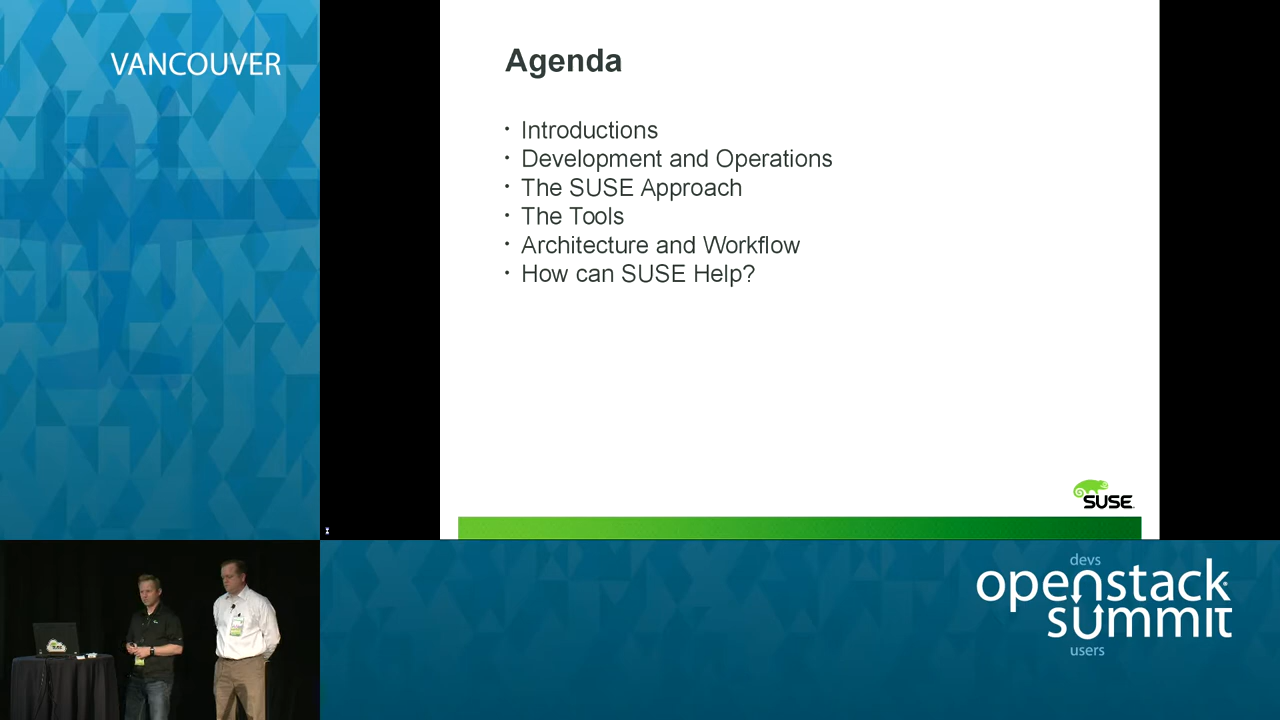 VANCOUVER
Agenda
• Introductions
• Development and Operations
• The SUSE Approach
• The Tools
• Architecture and Workflow
• How can SUSE Help?
SUSE
devs
openstack
summit
users